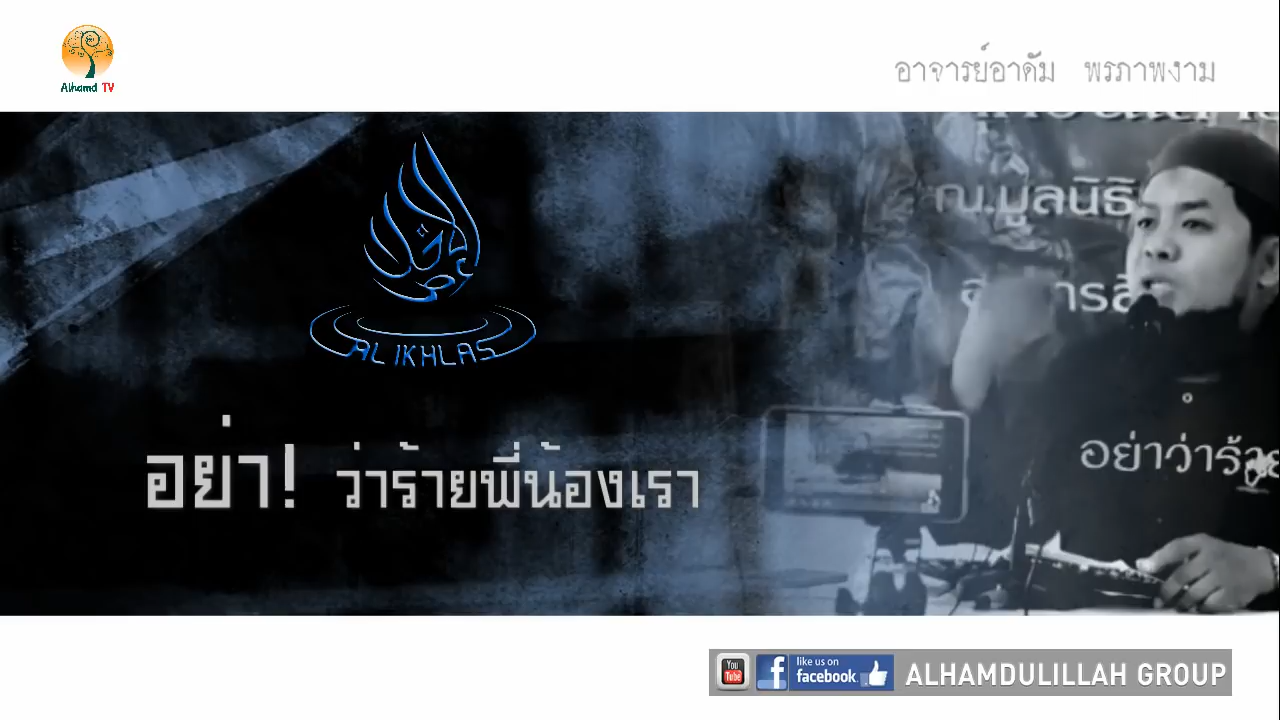 Alhamd TV
อาจารย์อาดัม พรภาพงาม
ณ.มูลนิธิ
AL IKHLAS
อย่า! ว่าร้ายพี่น้องเรา
อย่าว่าร้าย
You Tube
like us on
facebook.
ALHAMDULILLAH GROUP